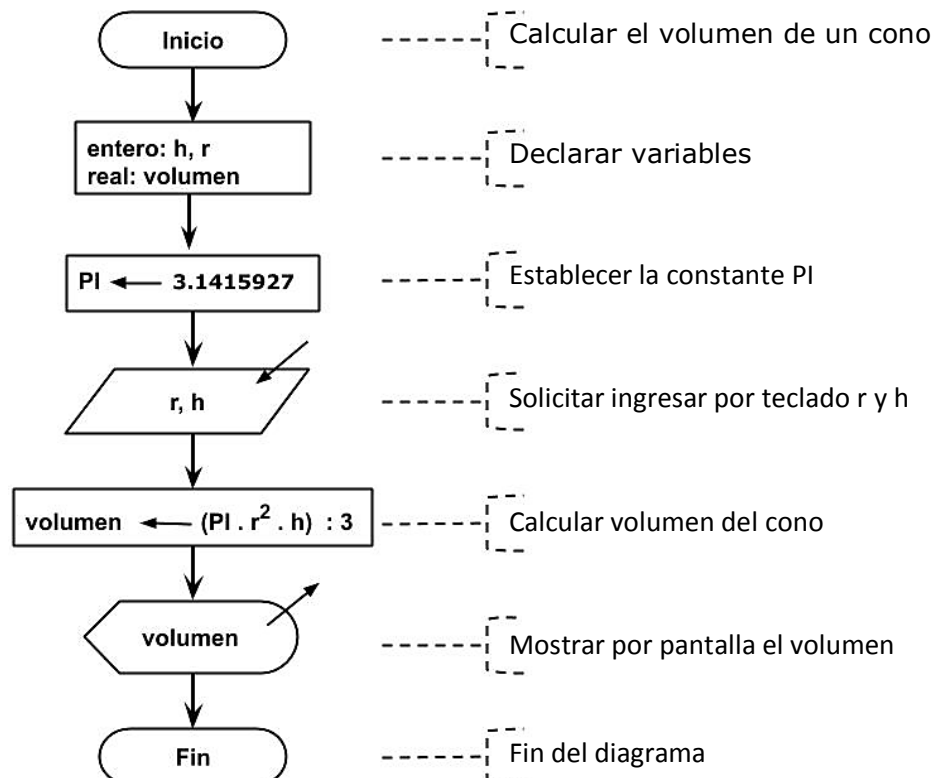 Inicio
Calcular el volumen de un cono
entero: h, r
real: volumen
Declarar variables
PI ← 3.1415927
Establecer la constante PI
r, h
Solicitar ingresar por teclado r y h
volumen ← (PI . r² . h) : 3
Calcular volumen del cono
volumen
Mostrar por pantalla el volumen
Fin
Fin del diagrama